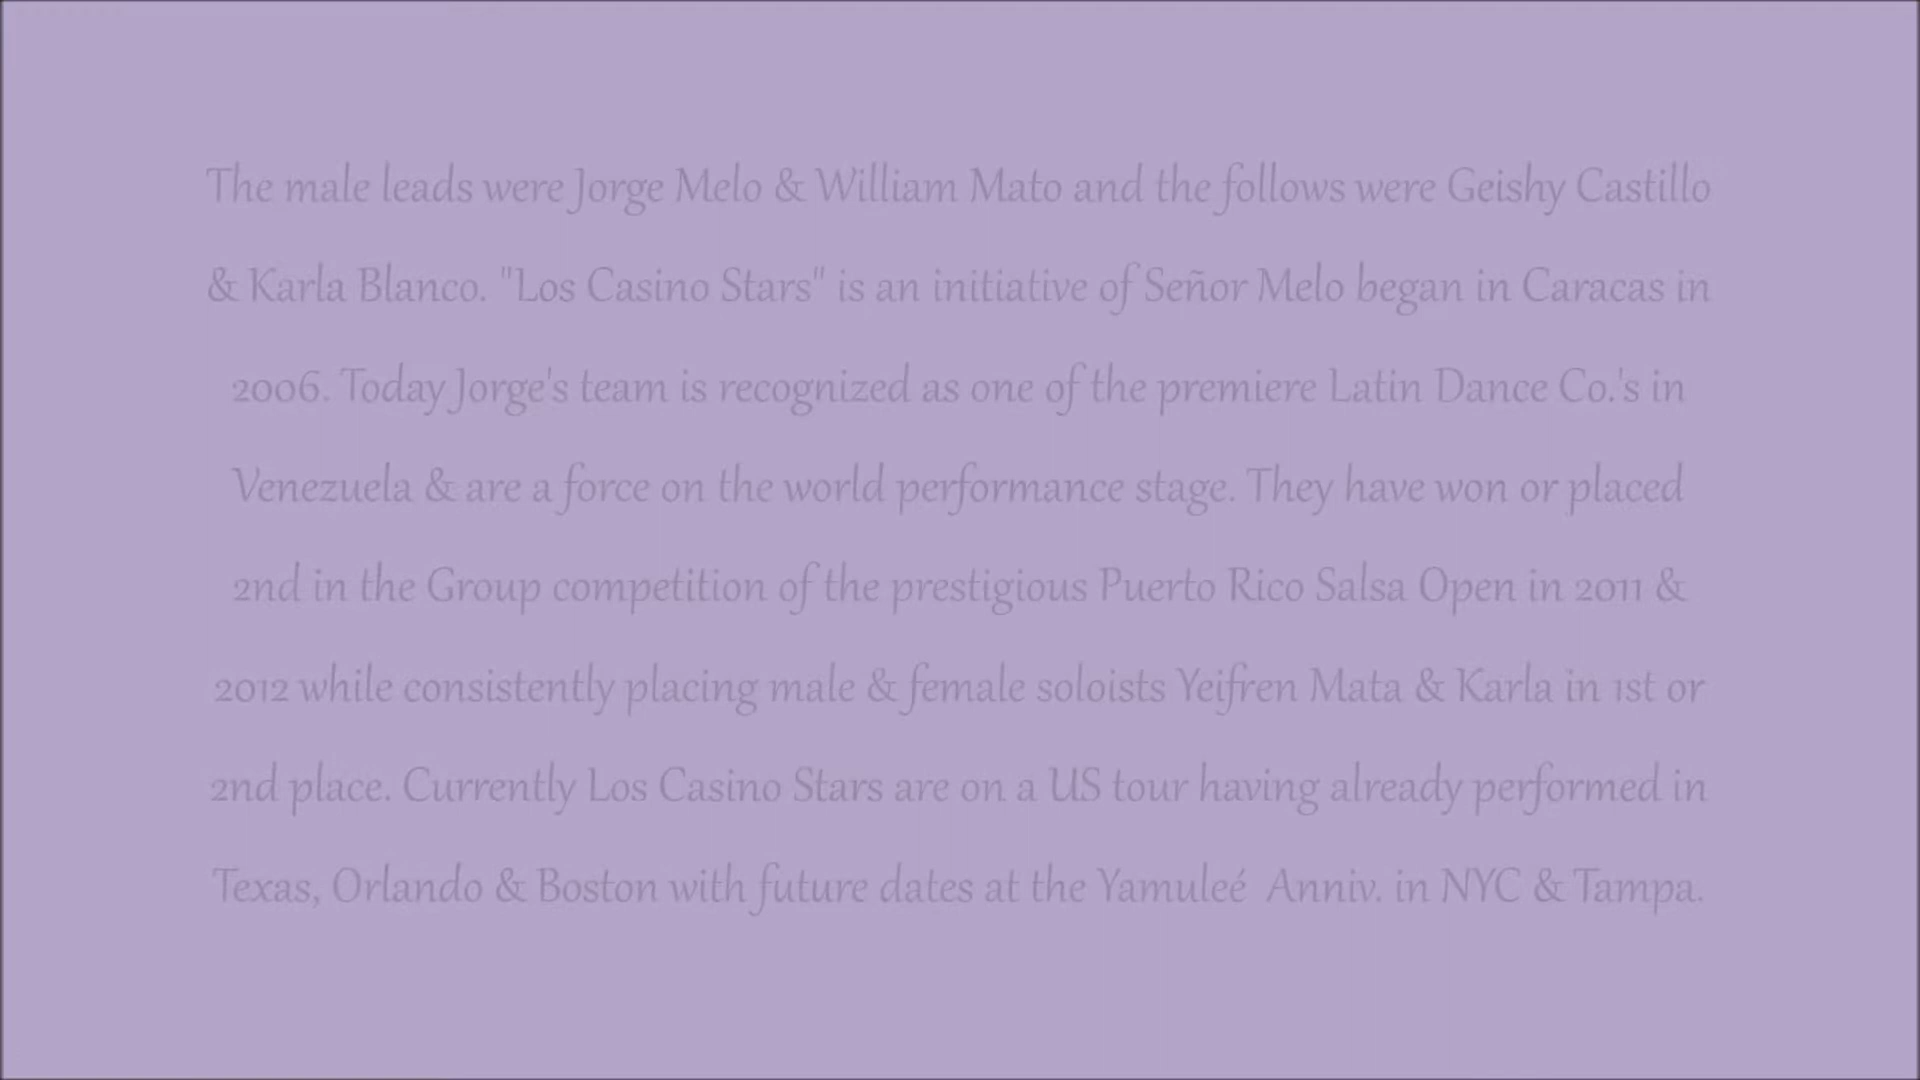 The male leads were Jorge Melo & William Mato and the follows were Geishy Castillo
& Karla Blanco. "Los Casino Stars" is an initiative of Señor Melo began in Caracas in
2006. Today Jorge's team is recognized as one of the premiere Latin Dance Co.'s in
Venezuela & are a force on the world performance stage. They have won or placed
2nd in the Group competition of the prestigious Puerto Rico Salsa Open in 2011 &
2012 while consistently placing male & female soloists Yeifren Mata & Karla in 1st or
2nd place. Currently Los Casino Stars are on a US tour having already performed in
Texas, Orlando & Boston with future dates at the Yamuleé  Anniv. in NYC & Tampa.